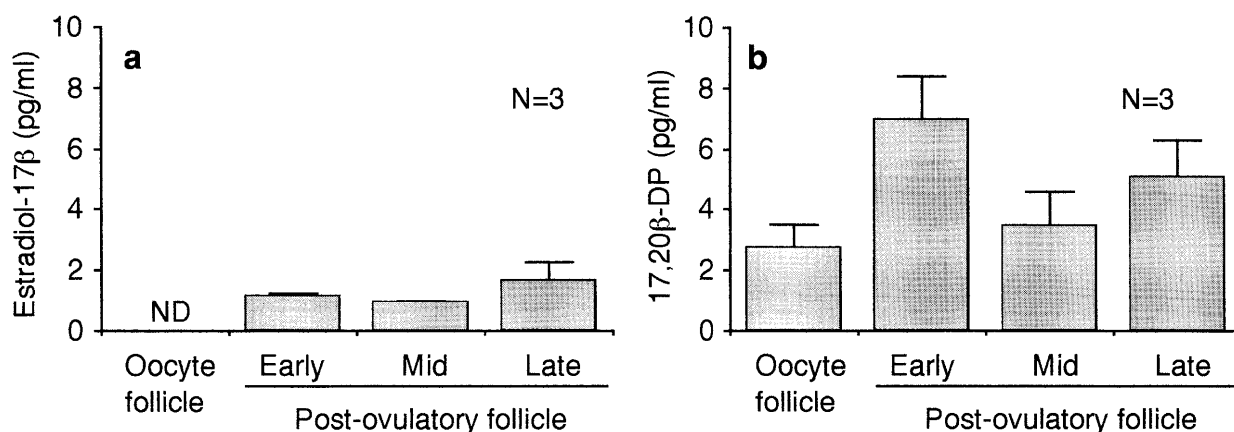 Estradiol-17β (pg/ml)
10
8
6
4
2
0
a
N=3
ND
Oocyte
follicle
Early
Mid
Late
Post-ovulatory follicle
17,20β-DP (pg/ml)
10
8
6
4
2
0
b
N=3
Oocyte
follicle
Early
Mid
Late
Post-ovulatory follicle